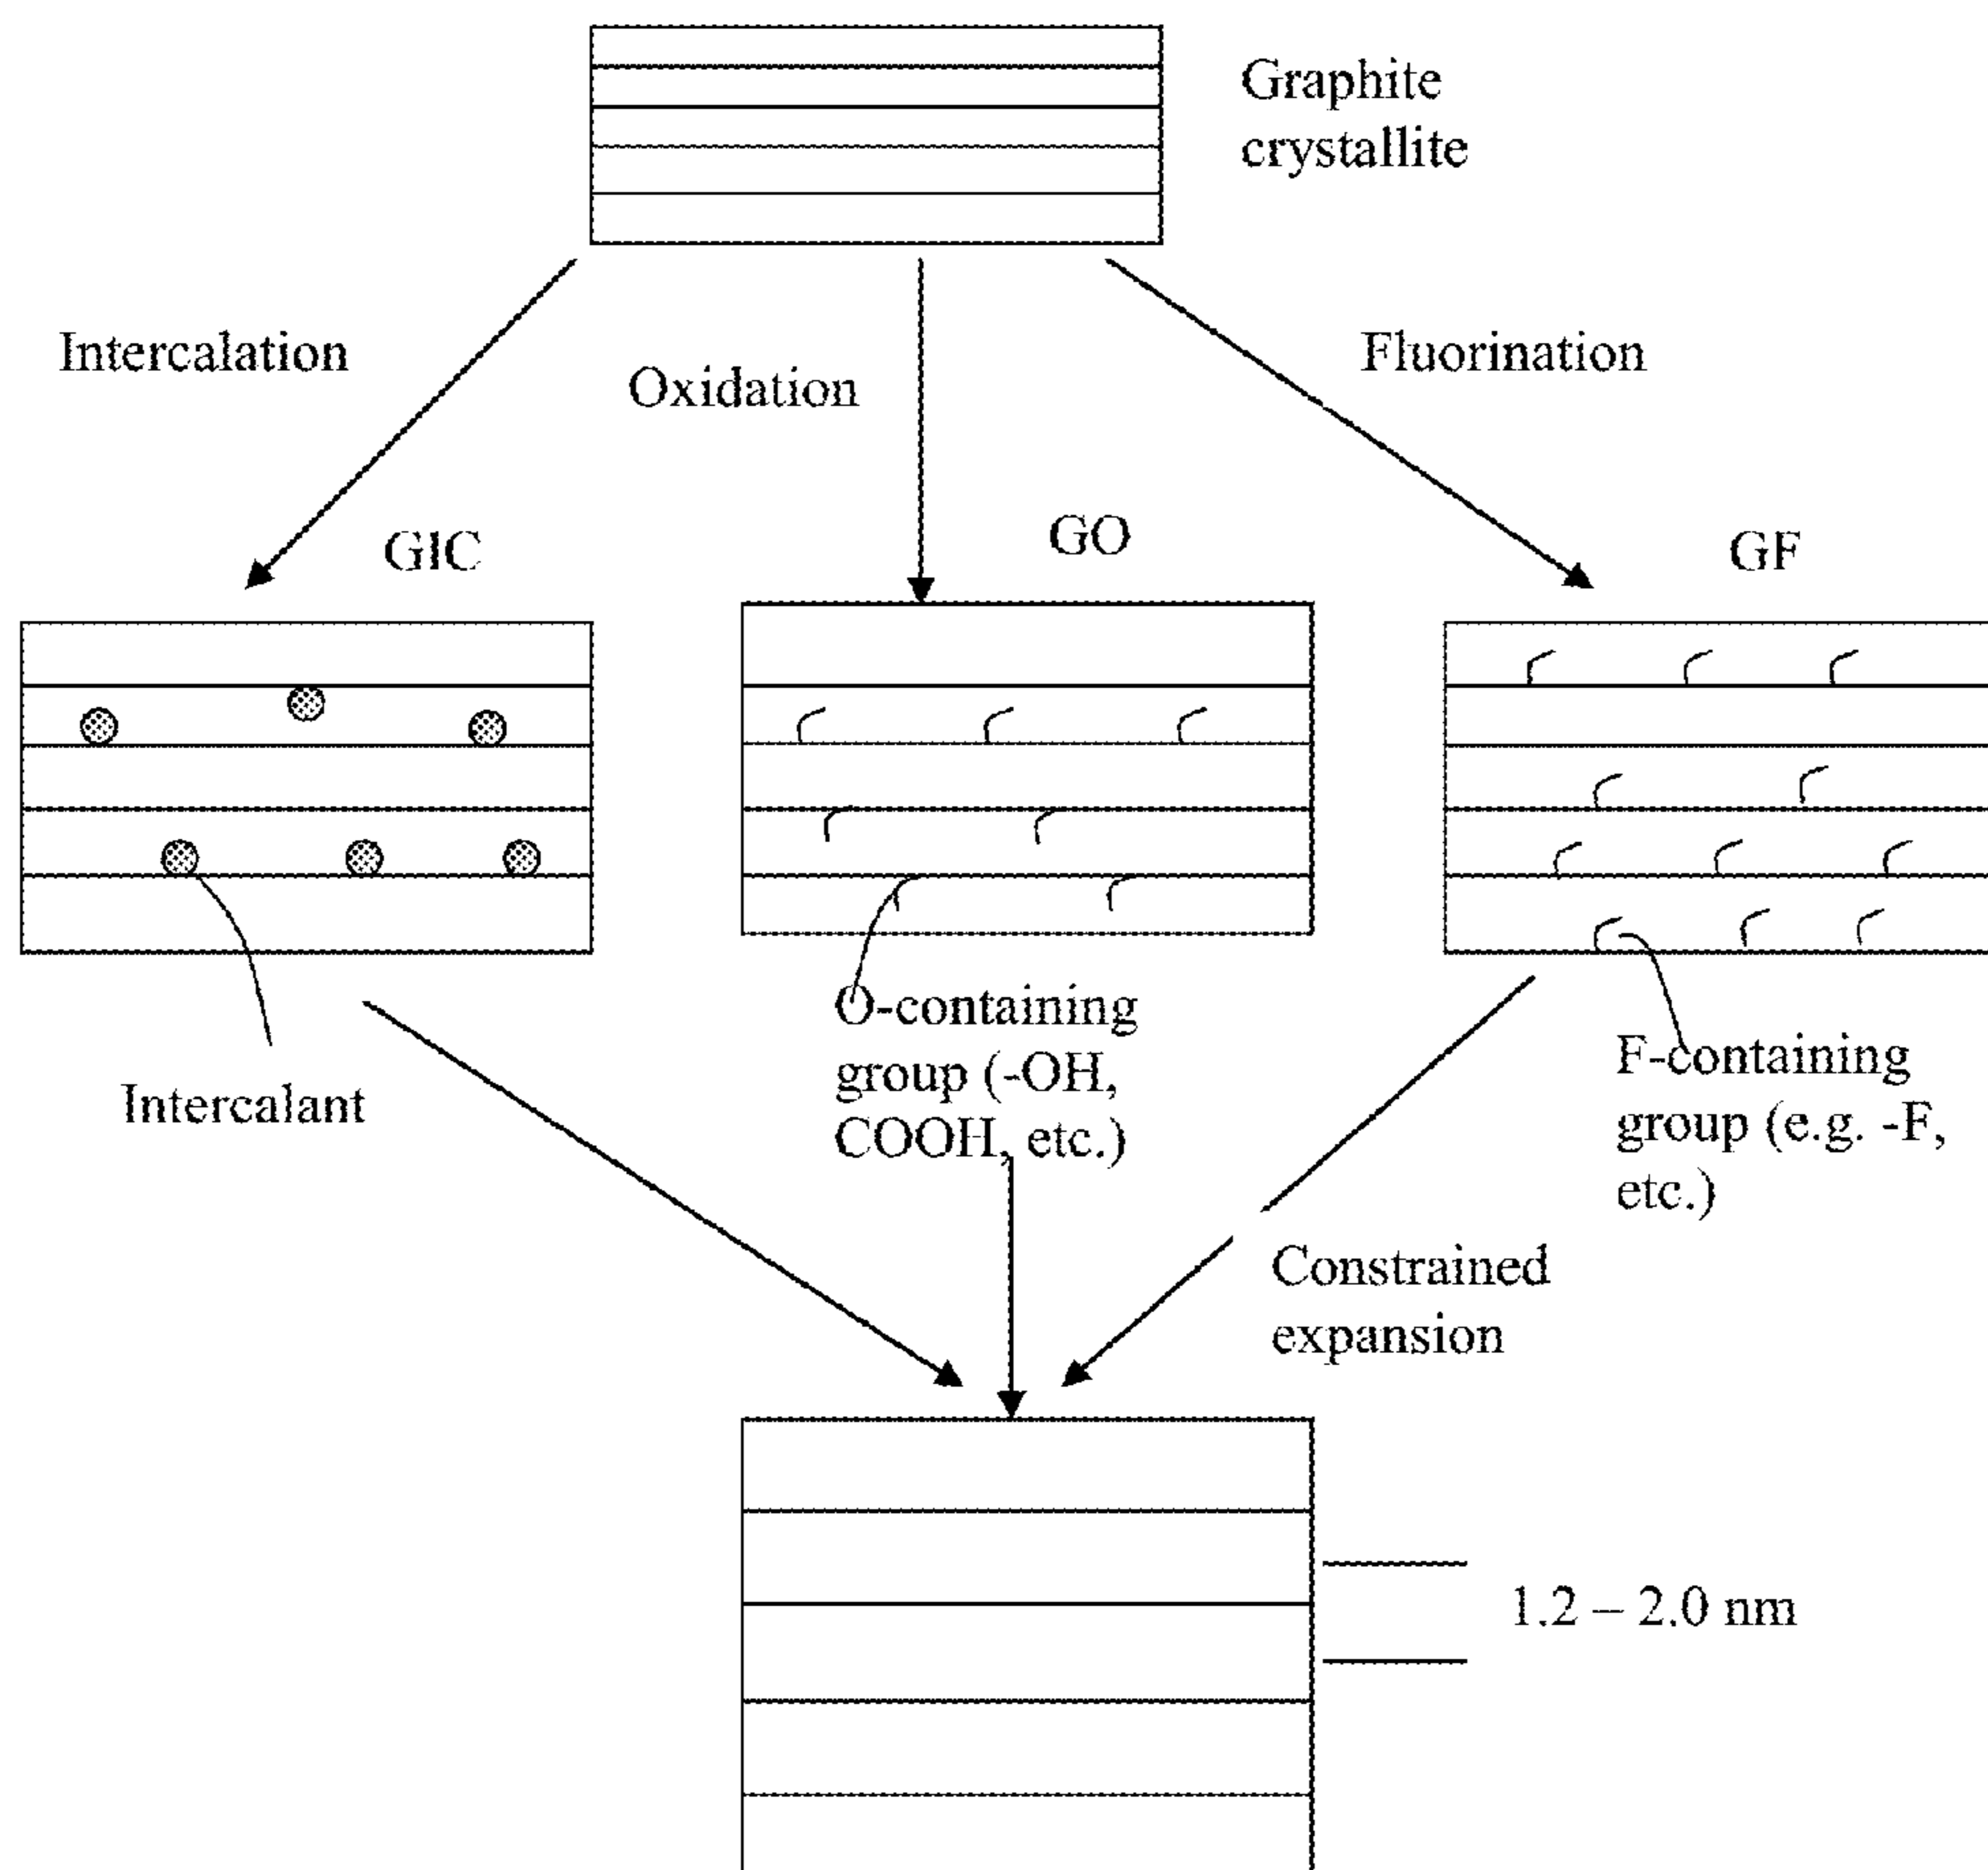 Graphite
crystallite
Intercalation
Oxidation
Fluorination
GIC
GO
GF
Intercalant
O-containing
group (-OH,
COOH, etc.)
F-containing
group (e.g. -F,
etc.)
Constrained
expansion
1.2 – 2.0 nm